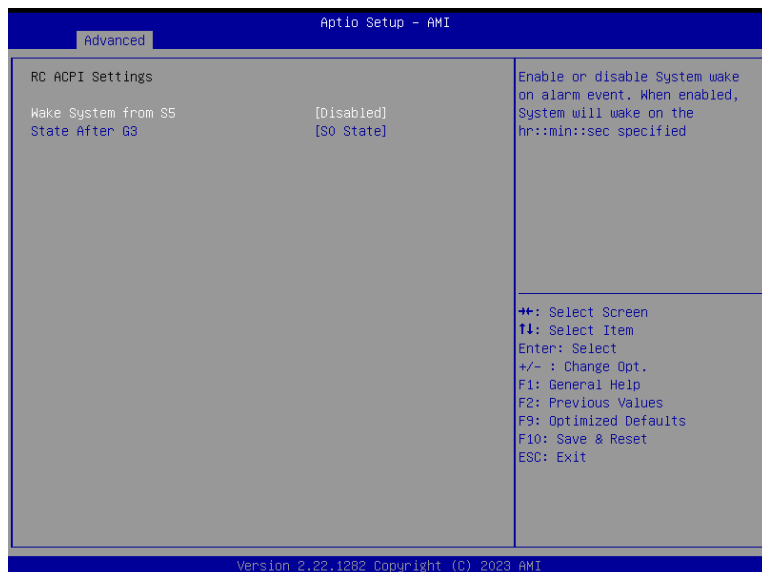 Aptio Setup – AMI
Advanced
RC ACPI Settings
Wake System from S5 [Disabled]
State After G3 [S0 State]
Enable or disable System wake
on alarm event. When enabled,
System will wake on the
hr::min::sec specified
→←: Select Screen
↑↓: Select Item
Enter: Select
+/- : Change Opt.
F1: General Help
F2: Previous Values
F9: Optimized Defaults
F10: Save & Reset
ESC: Exit
Version 2.22.1282 Copyright (C) 2023 AMI